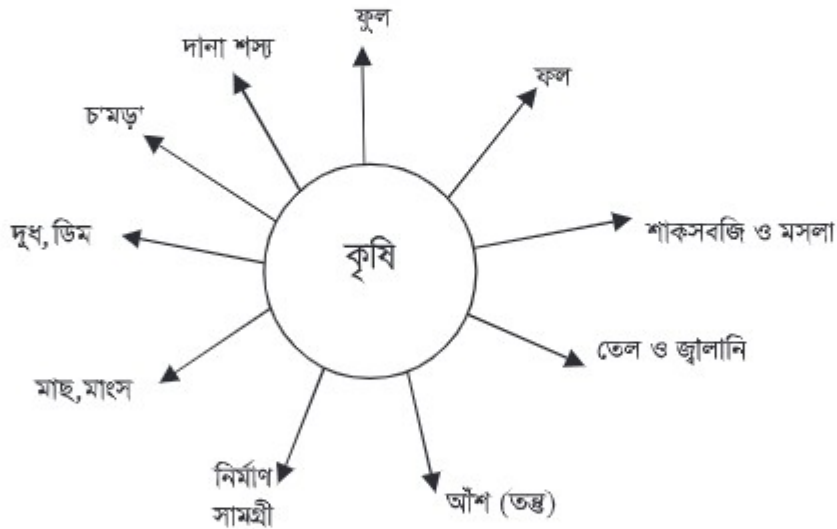 ফুল
দানা শস্য
ফল
চ'মড়'
দুধ, ডিম
শাকসবজি ও মসলা
কৃষি
তেল ও জ্বালানি
মাছ, মাংস
নির্মাণ
সামগ্রী
আঁশ (তন্তু)